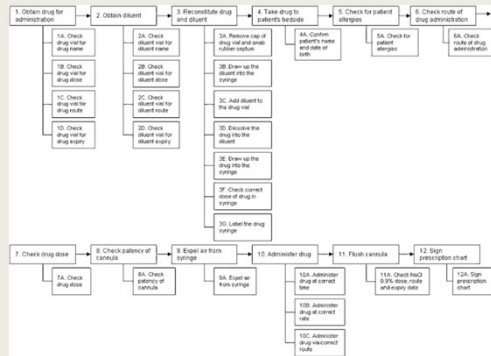 1. Obtain drug for
administration
2. Obtain diluent
3. Reconstitute drug
and diluent
4. Take drug to
patient's bedside
5. Check for patient
allergies
6. Check route of
drug administration
1A. Check
drug vial for
drug name
1B. Check
drug vial for
drug dose
1C. Check
drug vial for
drug route
1D. Check
drug vial for
drug expiry
2A. Check
diluent vial for
diluent name
2B. Check
diluent vial for
diluent dose
2C. Check
diluent vial for
diluent route
2D. Check
diluent vial for
diluent expiry
3A. Remove cap of
drug vial and swab
rubber septum
3B. Draw up the
diluent into the
syringe
3C. Add diluent to
the drug vial
3D. Dissolve the
drug into the
diluent
3E. Draw up the
drug into the
syringe
3F. Check correct
dose of drug in
syringe
3G. Label the
drug syringe
4A. Confirm
patient's name
and date of
birth
5A. Check for
patient
allergies
6A. Check
route of drug
administration
7. Check drug dose
8. Check patency of
cannula
9. Expel air from
syringe
10. Administer drug
11. Flush cannula
12. Sign
prescription chart
7A. Check
drug dose
8A. Check
patency of
cannula
9A. Expel air
from syringe
10A. Administer
drug at correct
time
10B. Administer
drug at correct
rate
10C. Administer
drug via correct
route
11A. Check NaCl
0.9% dose, route
and expiry date
12A. Sign
prescription
chart